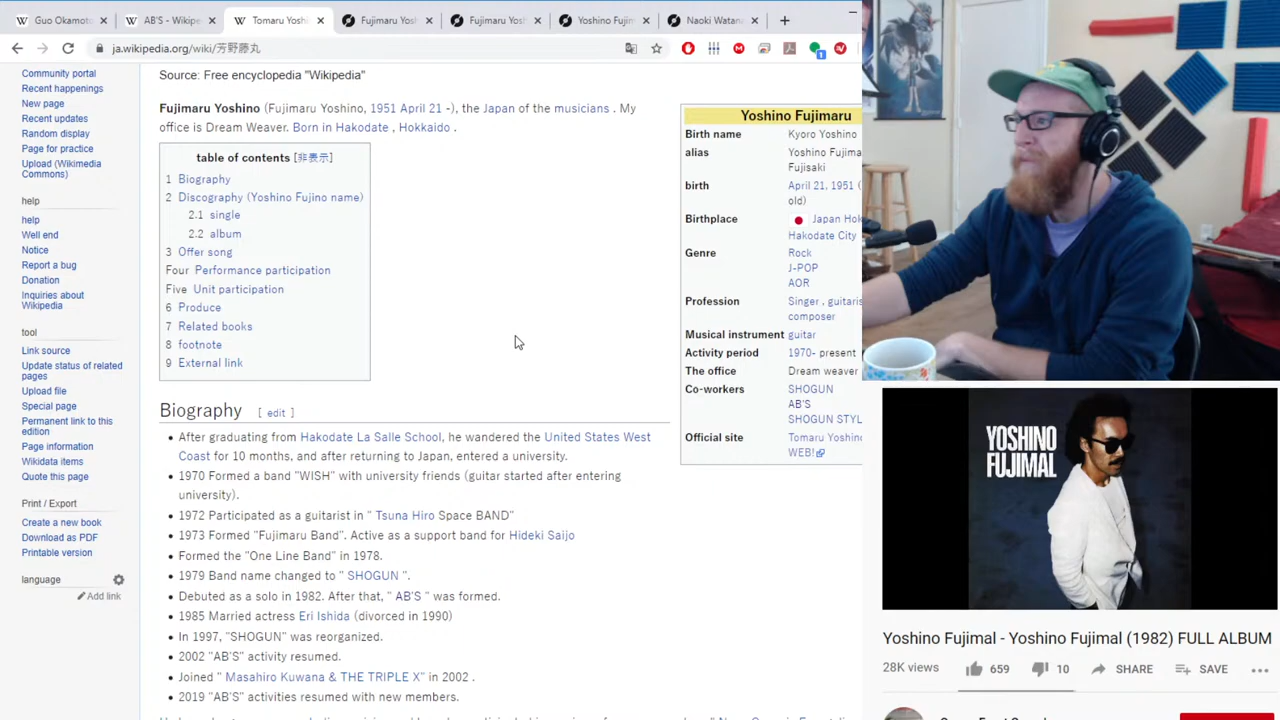 Guo Okamoto
AB'S - Wikipe
Tomaru Yoshi
Fujimaru Yosh
Fujimaru Yosh
Yoshino Fujim
Naoki Watana
ja.wikipedia.org/wiki/芳野藤丸
Community portal
Recent happenings
New page
Recent updates
Random display
Page for practice
Upload (Wikimedia
Commons)
help
help
Well end
Notice
Report a bug
Donation
Inquiries about
Wikipedia
tool
Link source
Update status of related
pages
Upload file
Special page
Permanent link to this
edition
Page information
Wikidata items
Quote this page
Print / Export
Create a new book
Download as PDF
Printable version
language
Add link
Source: Free encyclopedia "Wikipedia"
Fujimaru Yoshino (Fujimaru Yoshino, 1951 April 21 -), the Japan of the musicians . My
office is Dream Weaver. Born in Hakodate , Hokkaido .
table of contents [非表示]
1 Biography
2 Discography (Yoshino Fujino name)
2.1 single
2.2 album
3 Offer song
Four Performance participation
Five Unit participation
6 Produce
7 Related books
8 footnote
9 External link
Biography [ edit ]
• After graduating from Hakodate La Salle School, he wandered the United States West
Coast for 10 months, and after returning to Japan, entered a university.
• 1970 Formed a band "WISH" with university friends (guitar started after entering
university).
• 1972 Participated as a guitarist in " Tsuna Hiro Space BAND"
• 1973 Formed "Fujimaru Band". Active as a support band for Hideki Saijo
• Formed the "One Line Band" in 1978.
• 1979 Band name changed to " SHOGUN ".
• Debuted as a solo in 1982. After that, " AB'S " was formed.
• 1985 Married actress Eri Ishida (divorced in 1990)
• In 1997, "SHOGUN" was reorganized.
• 2002 "AB'S" activity resumed.
• Joined " Masahiro Kuwana & THE TRIPLE X" in 2002 .
• 2019 "AB'S" activities resumed with new members.
Yoshino Fujimaru
Birth name Kyoro Yoshino
alias Yoshino Fujima
Fujisaki
birth April 21, 1951 (
old)
Birthplace Japan Hok
Hakodate City
Genre Rock
J-POP
AOR
Profession Singer , guitaris
composer
Musical instrument guitar
Activity period 1970- present
The office Dream weaver
Co-workers SHOGUN
AB'S
SHOGUN STYL
Official site Tomaru Yoshino
WEB!
YOSHINO
FUJIMAL
Yoshino Fujimal - Yoshino Fujimal (1982) FULL ALBUM
28K views
659
10
SHARE
SAVE